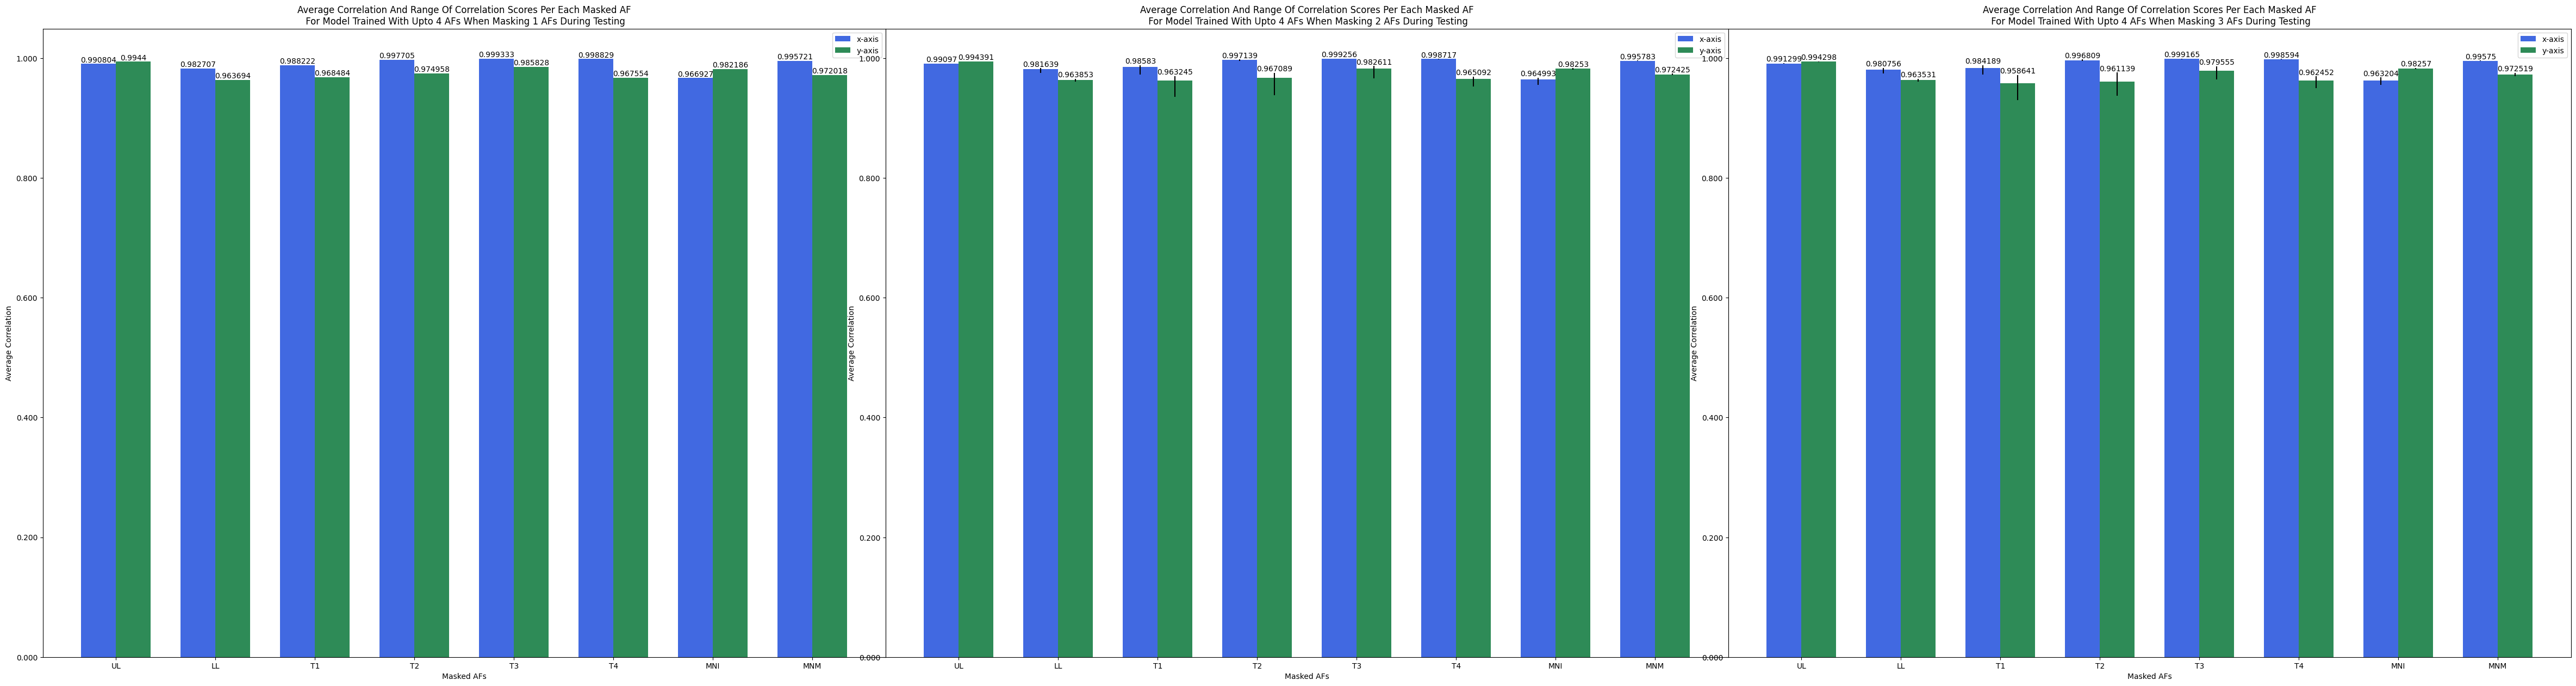 Average Correlation And Range Of Correlation Scores Per Each Masked AF
For Model Trained With Upto 4 AFs When Masking 1 AFs During Testing
x-axis
y-axis
0.990804 0.9944 0.982707 0.963694 0.988222 0.968484 0.997705 0.974958 0.999333 0.985828 0.998829 0.967554 0.966927 0.982186 0.995721 0.972018
1.000
0.800
0.600
0.400
0.200
0.000
Average Correlation
UL LL T1 T2 T3 T4 MNI MNM
Masked AFs
Average Correlation And Range Of Correlation Scores Per Each Masked AF
For Model Trained With Upto 4 AFs When Masking 2 AFs During Testing
x-axis
y-axis
0.99097 0.994391 0.981639 0.963853 0.98583 0.963245 0.997139 0.967089 0.999256 0.982611 0.998717 0.965092 0.964993 0.98253 0.995783 0.972425
1.000
0.800
0.600
0.400
0.200
0.000
Average Correlation
UL LL T1 T2 T3 T4 MNI MNM
Masked AFs
Average Correlation And Range Of Correlation Scores Per Each Masked AF
For Model Trained With Upto 4 AFs When Masking 3 AFs During Testing
x-axis
y-axis
0.991299 0.994298 0.980756 0.963531 0.984189 0.958641 0.996809 0.961139 0.999165 0.979555 0.998594 0.962452 0.963204 0.98257 0.99575 0.972519
1.000
0.800
0.600
0.400
0.200
0.000
Average Correlation
UL LL T1 T2 T3 T4 MNI MNM
Masked AFs